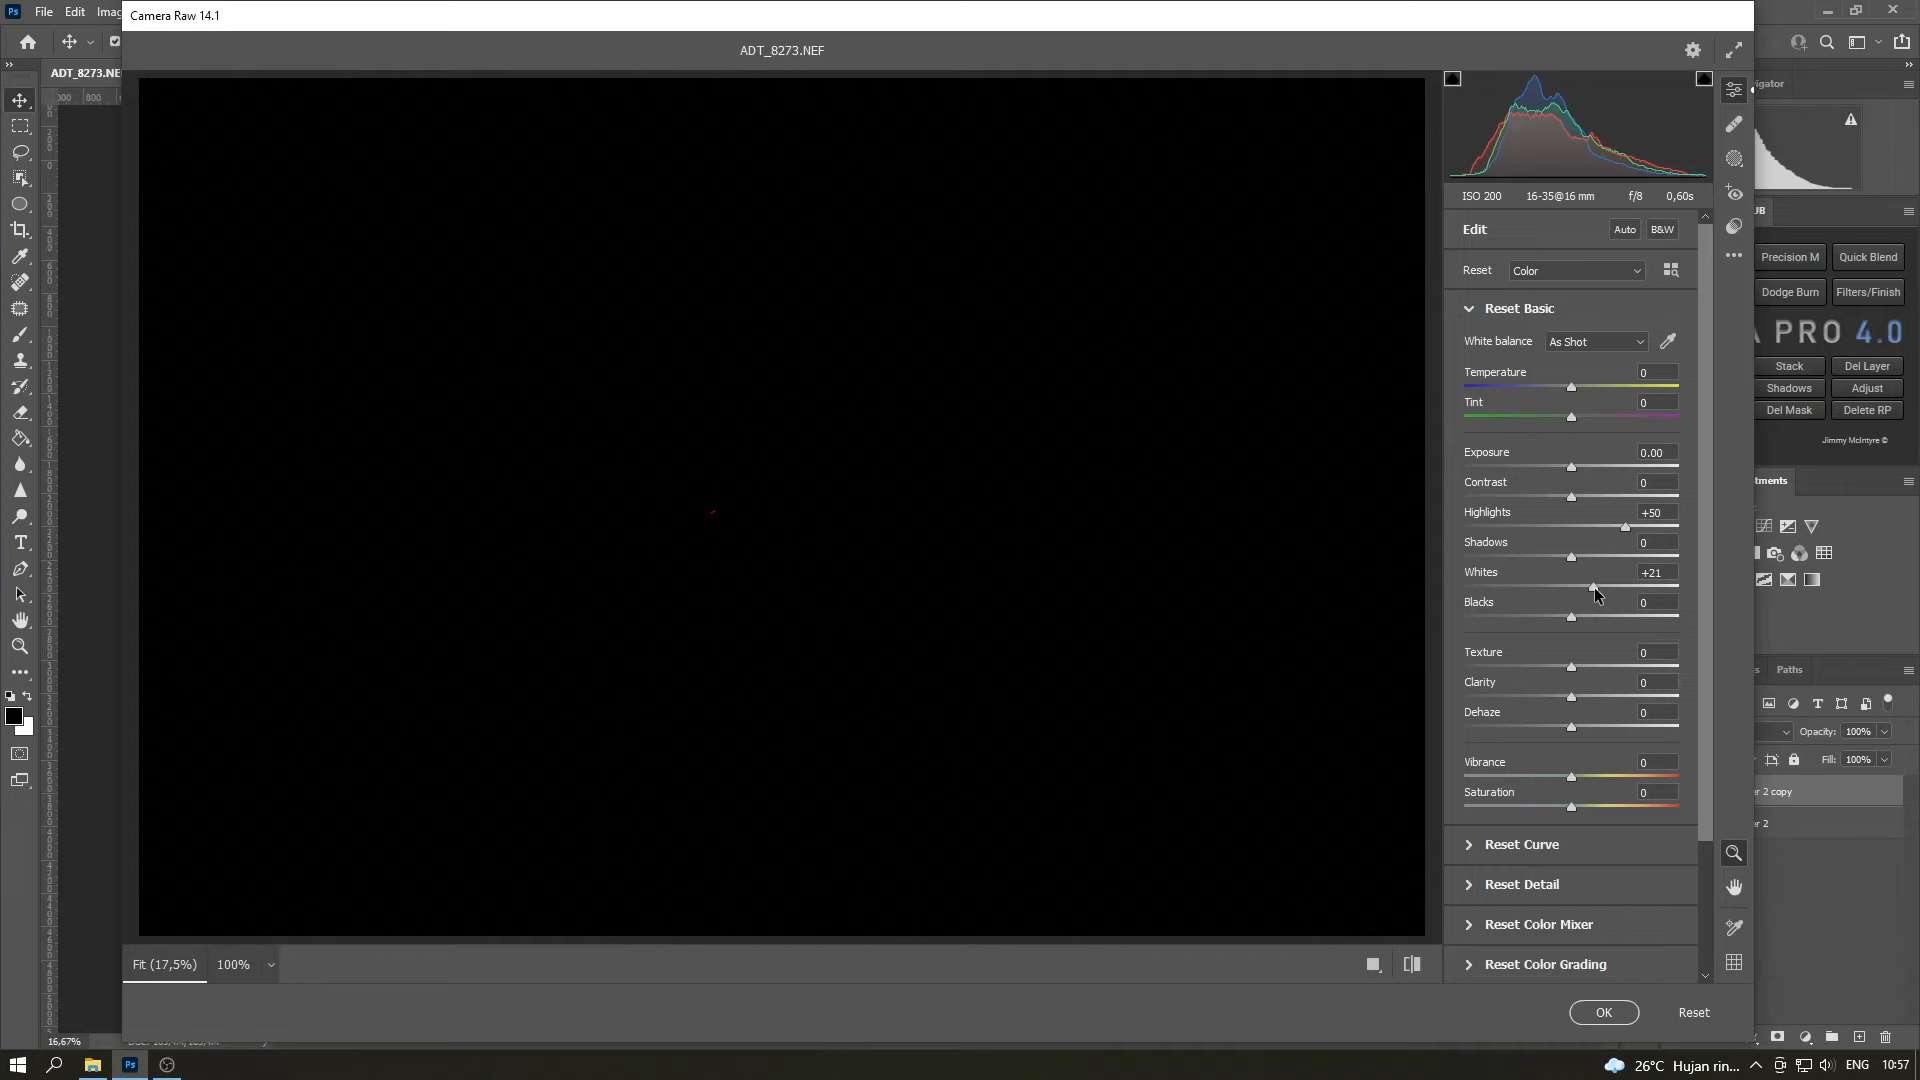 File Edit Imag
Camera Raw 14.1
ADT_8273.NEF
ADT_8273.NE
800
ISO 200 16-35@16 mm f/8 0,60s
Edit Auto B&W
Reset Color
Reset Basic
White balance As Shot
Temperature 0
Tint 0
Exposure 0.00
Contrast 0
Highlights +50
Shadows 0
Whites +21
Blacks 0
Texture 0
Clarity 0
Dehaze 0
Vibrance 0
Saturation 0
Reset Curve
Reset Detail
Reset Color Mixer
Reset Color Grading
Fit (17,5%) 100%
OK Reset
igator
UB
Precision M Quick Blend
Dodge Burn Filters/Finish
A PRO 4.0
Stack Del Layer
Shadows Adjust
Del Mask Delete RP
Jimmy McIntyre ©
tments
s Paths
Opacity: 100%
Fill: 100%
er 2 copy
er 2
16,67%
26°C Hujan rin... ENG 10:57